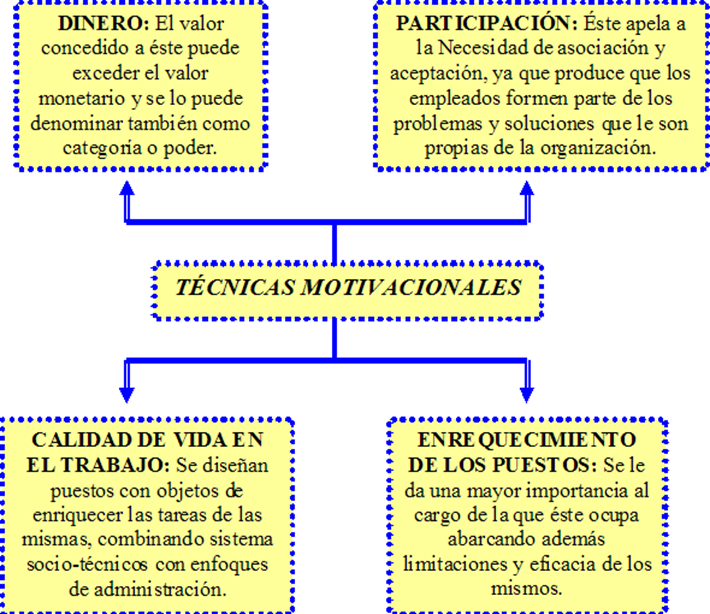 DINERO: El valor
concedido a éste puede
exceder el valor
monetario y se lo puede
denominar también como
categoría o poder.
PARTICIPACIÓN: Éste apela a
la Necesidad de asociación y
aceptación, ya que produce que los
empleados formen parte de los
problemas y soluciones que le son
propias de la organización.
TÉCNICAS MOTIVACIONALES
CALIDAD DE VIDA EN
EL TRABAJO: Se diseñan
puestos con objetos de
enriquecer las tareas de las
mismas, combinando sistema
socio-técnicos con enfoques
de administración.
ENREQUECIMIENTO
DE LOS PUESTOS: Se le
da una mayor importancia al
cargo de la que éste ocupa
abarcando además
limitaciones y eficacia de los
mismos.